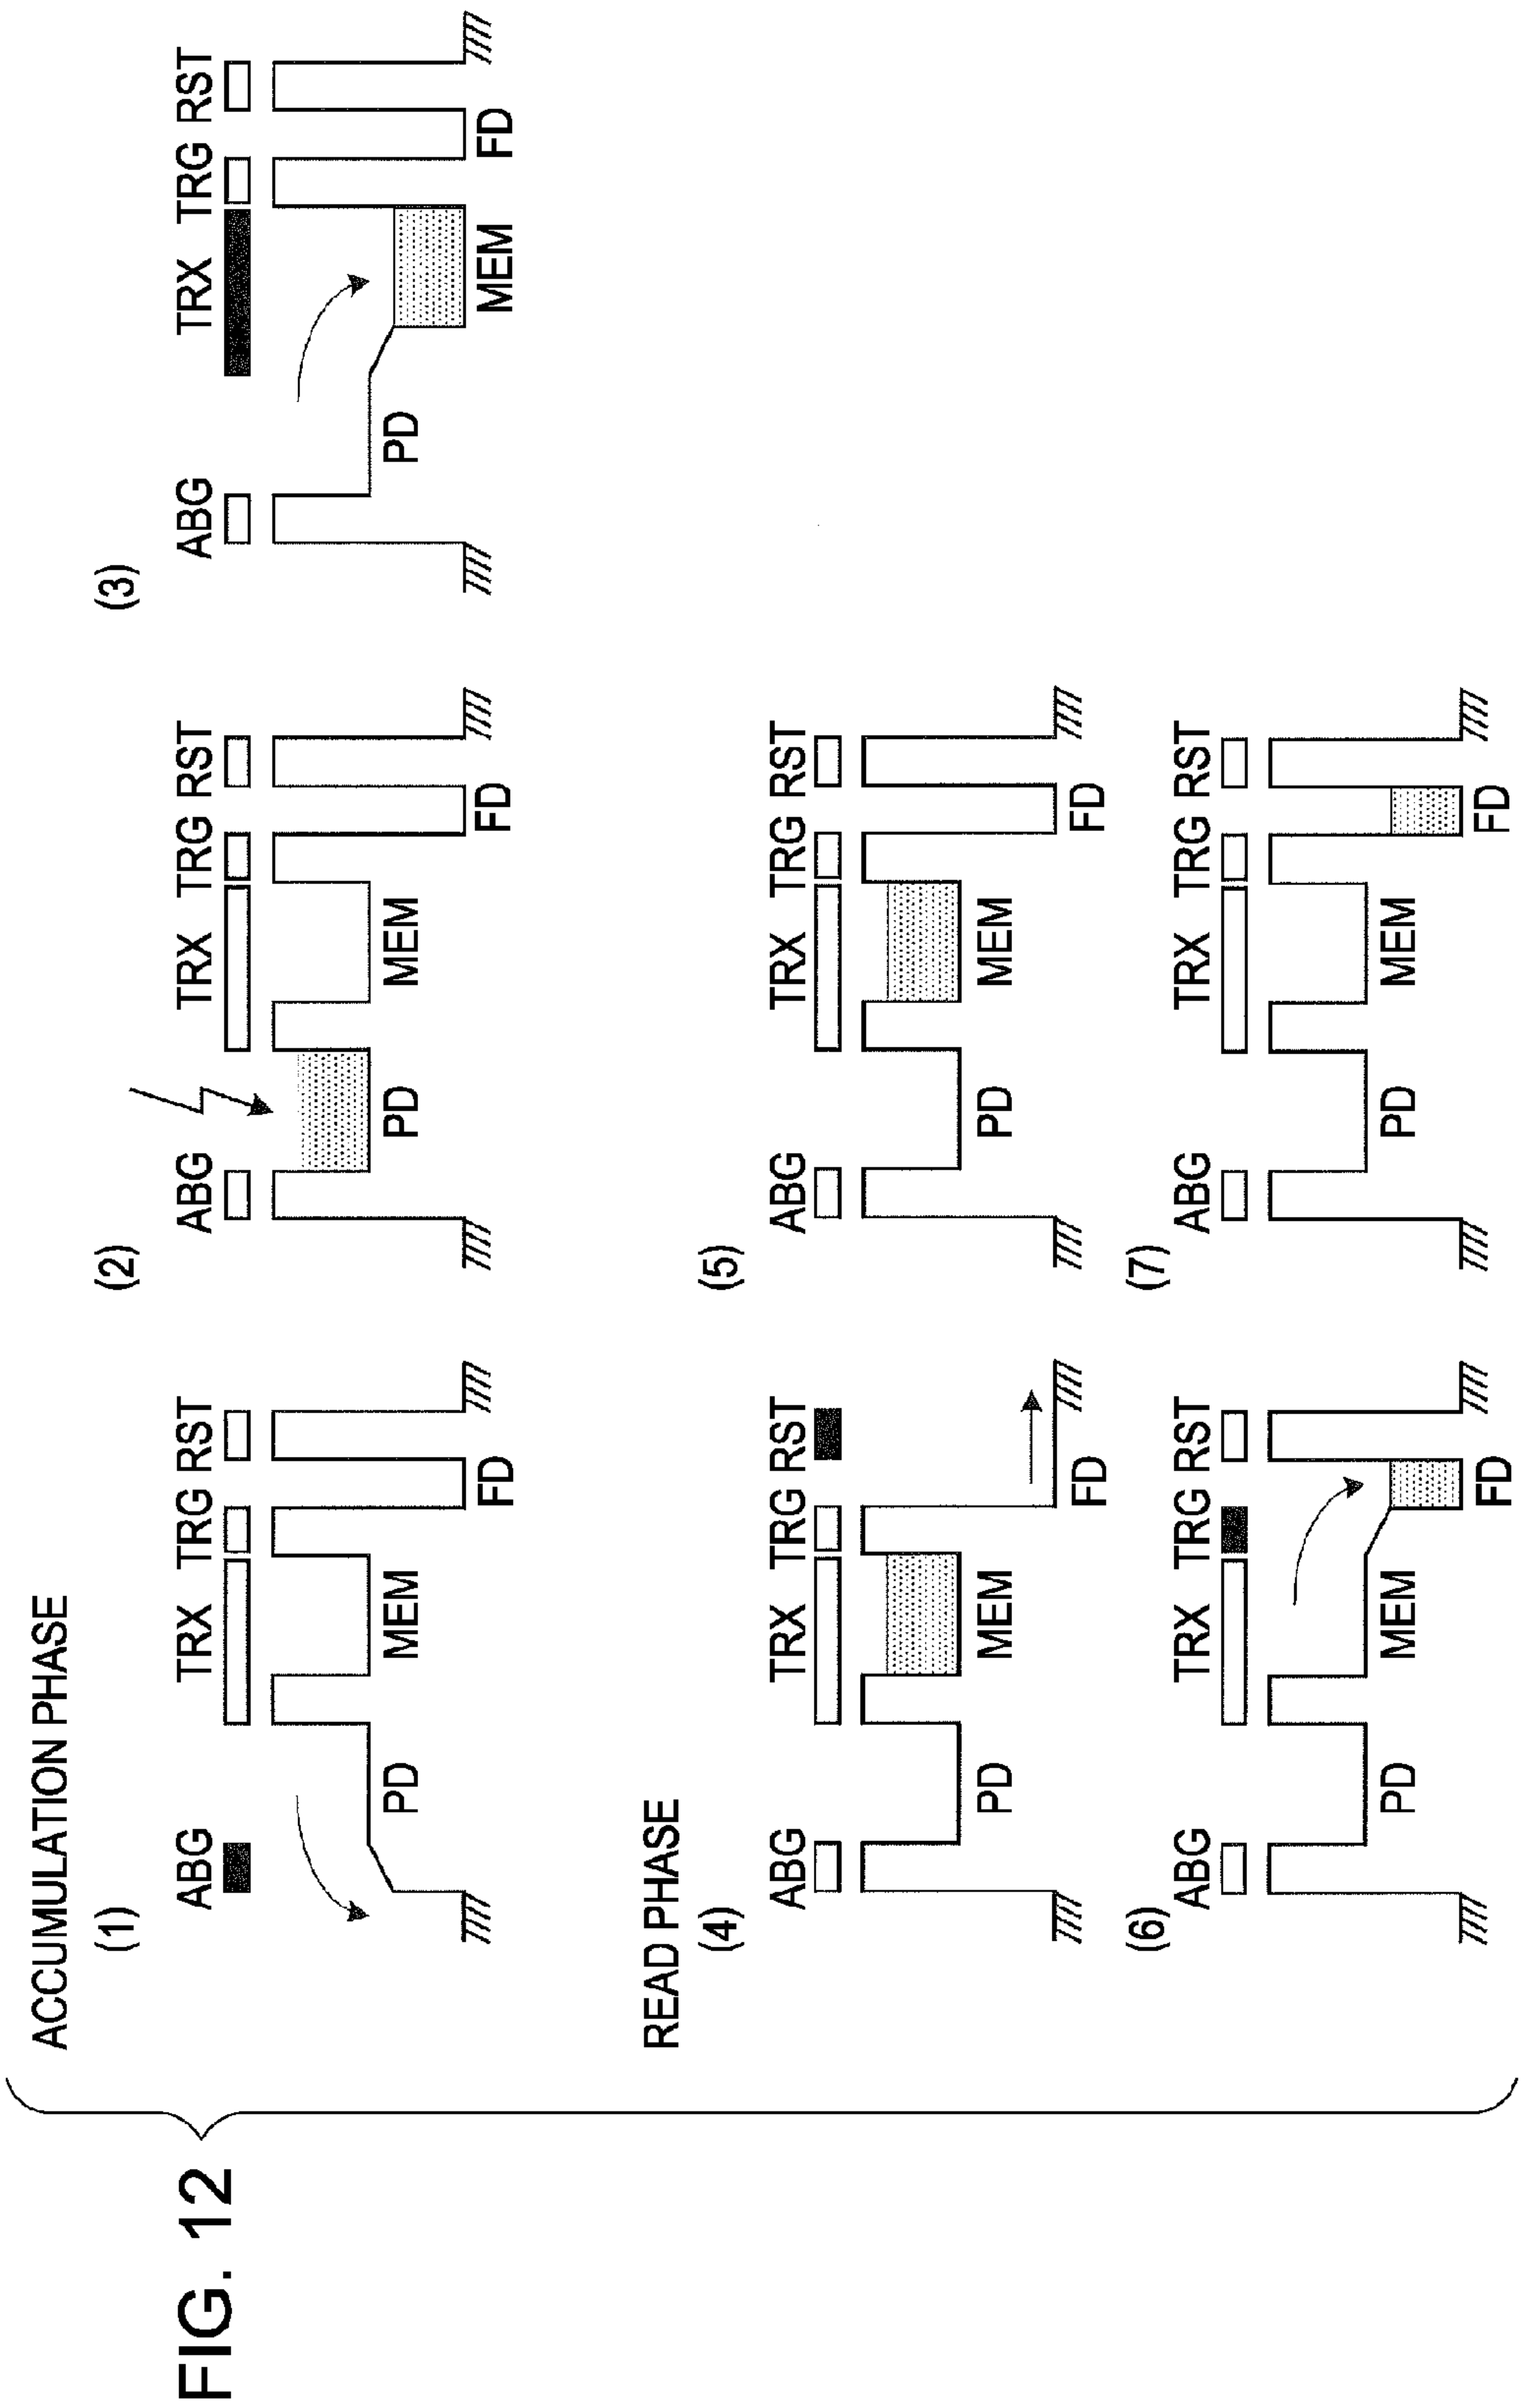 FIG. 12
ACCUMULATION PHASE
(1)
ABG TRX TRG RST
PD MEM FD
(2)
ABG TRX TRG RST
PD MEM FD
(3)
ABG TRX TRG RST
PD MEM FD
READ PHASE
(4)
ABG TRX TRG RST
PD MEM FD
(5)
ABG TRX TRG RST
PD MEM FD
(6)
ABG TRX TRG RST
PD MEM FD
(7)
ABG TRX TRG RST
PD MEM FD